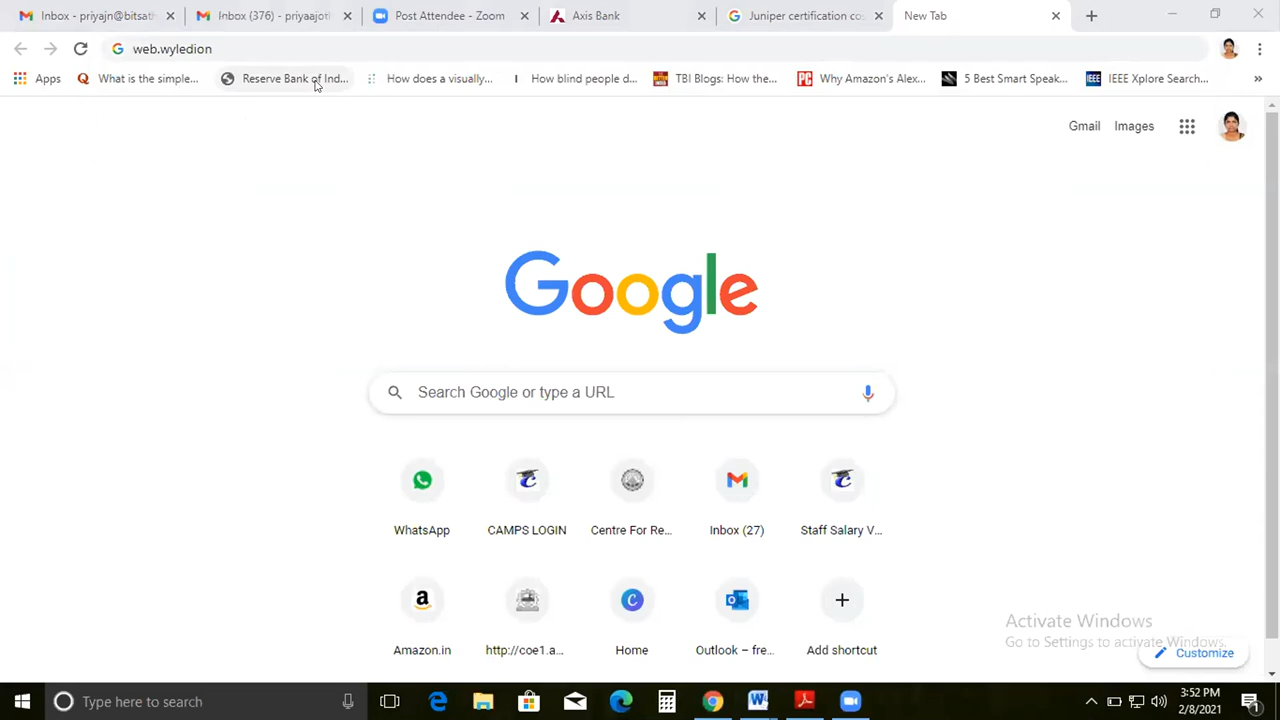 Inbox - priyajn@bitsath
Inbox (376) - priyaajoti
Post Attendee - Zoom
Axis Bank
Juniper certification cos
New Tab
web.wyledion
Apps
What is the simple...
Reserve Bank of Ind...
How does a visually...
How blind people d...
TBI Blogs: How the...
Why Amazon's Alex...
5 Best Smart Speak...
IEEE Xplore Search...
Gmail
Images
Google
Search Google or type a URL
WhatsApp
CAMPS LOGIN
Centre For Re...
Inbox (27)
Staff Salary V...
Amazon.in
http://coe1.a...
Home
Outlook – fre...
Add shortcut
Activate Windows
Go to Settings to activate Windows.
Customize
Type here to search
3:52 PM
2/8/2021